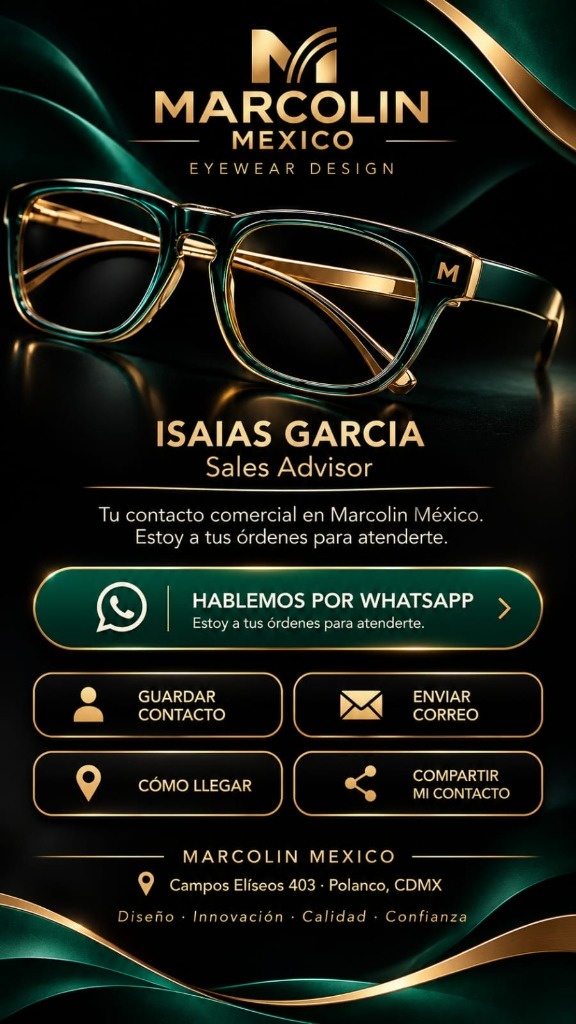 MARCOLIN
MEXICO
EYEWEAR DESIGN
M
ISAIAS GARCIA
Sales Advisor
Tu contacto comercial en Marcolin México.
Estoy a tus órdenes para atenderte.
HABLEMOS POR WHATSAPP
Estoy a tus órdenes para atenderte.
GUARDAR
CONTACTO
ENVIAR
CORREO
CÓMO LLEGAR
COMPARTIR
MI CONTACTO
MARCOLIN MEXICO
Campos Elíseos 403 · Polanco, CDMX
Diseño · Innovación · Calidad · Confianza